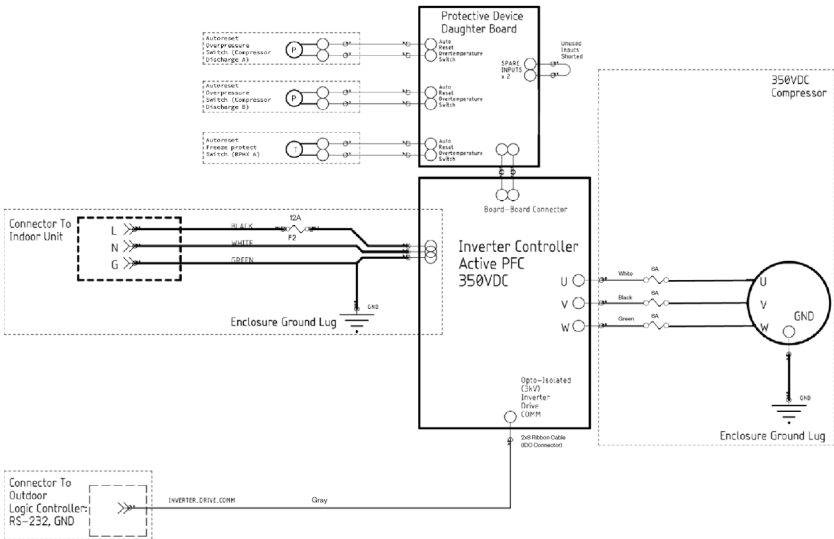 Protective Device
Daughter Board
Autoreset
Overpressure
Switch (Compressor
Discharge A)
P
Auto
Reset
Overtemperature
Switch
SPARE
INPUTS
x 2
Unused
Inputs
Shorted
Autoreset
Overpressure
Switch (Compressor
Discharge B)
P
Auto
Reset
Overtemperature
Switch
Autoreset
Freeze protect
Switch (BPHX A)
T
Auto
Reset
Overtemperature
Switch
350VDC
Compressor
Board-Board Connector
Connector To
Indoor Unit
L
N
G
BLACK
WHITE
GREEN
12A
F2
GND
Enclosure Ground Lug
Inverter Controller
Active PFC
350VDC
U
V
W
White
6A
Black
6A
Green
6A
U
V
W
GND
GND
Enclosure Ground Lug
Opto-Isolated
(3kV)
Inverter
Drive
COMM
2x8 Ribbon Cable
(IDO Connector)
Connector To
Outdoor
Logic Controller:
RS-232, GND
INVERTER_DRIVE_COMM
Gray